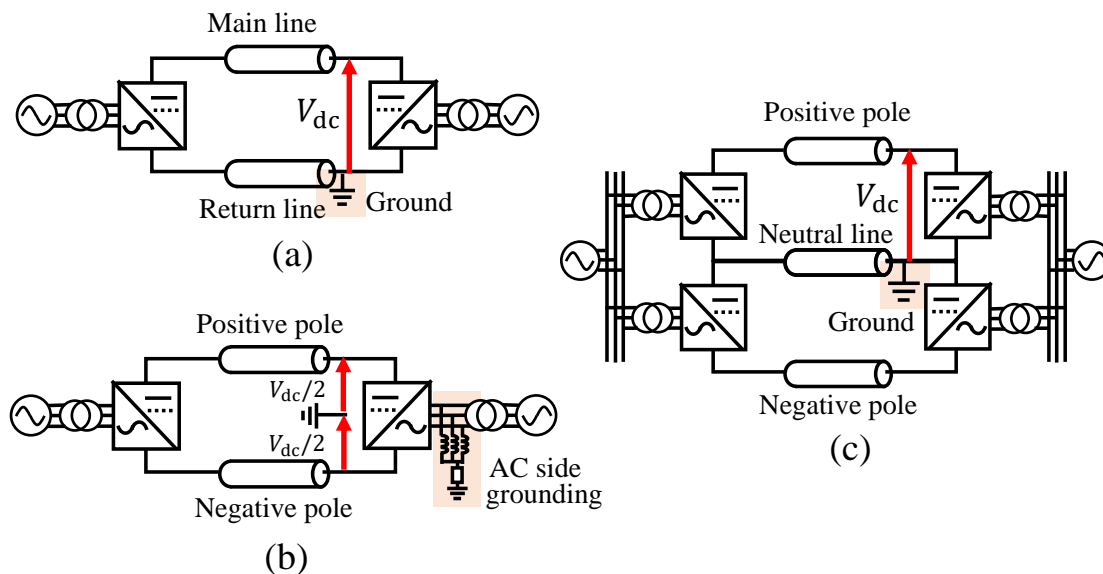 Main line
V_dc
Return line
Ground
(a)
Positive pole
V_dc/2
V_dc/2
Negative pole
AC side
grounding
(b)
Positive pole
V_dc
Neutral line
Ground
Negative pole
(c)